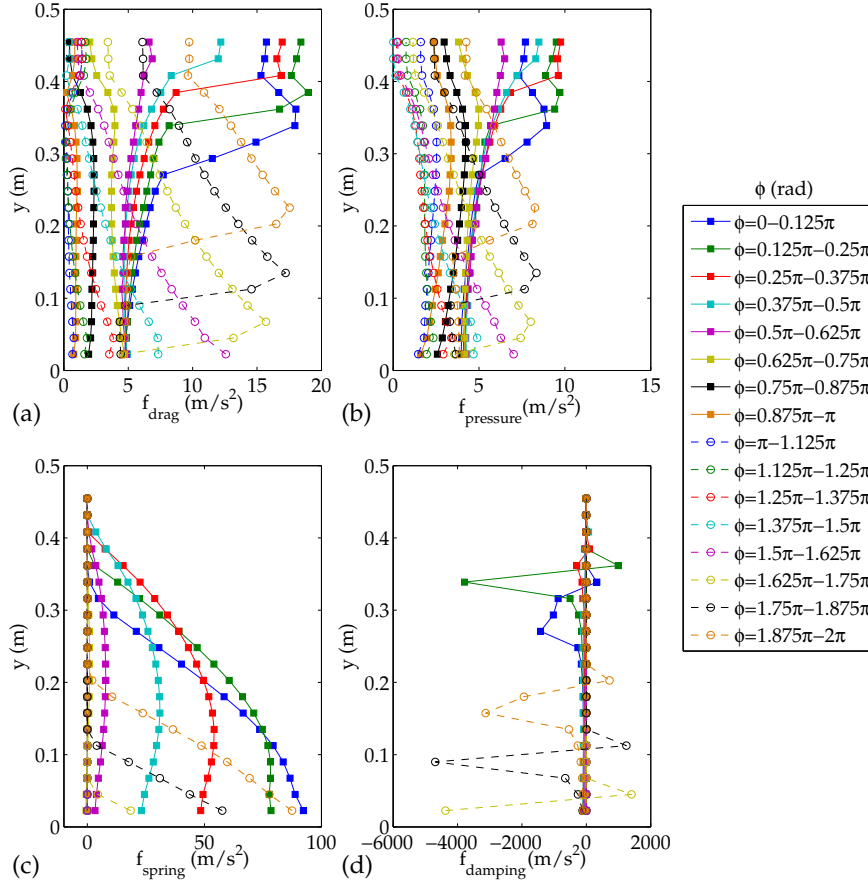 0.5
0.4
0.3
0.2
0.1
0
y (m)
0 5 10 15 20
(a)
f_drag (m/s²)
0.5
0.4
0.3
0.2
0.1
0
y (m)
0 5 10 15
(b)
f_pressure (m/s²)
ϕ (rad)
ϕ=0−0.125π
ϕ=0.125π−0.25π
ϕ=0.25π−0.375π
ϕ=0.375π−0.5π
ϕ=0.5π−0.625π
ϕ=0.625π−0.75π
ϕ=0.75π−0.875π
ϕ=0.875π−π
ϕ=π−1.125π
ϕ=1.125π−1.25π
ϕ=1.25π−1.375π
ϕ=1.375π−1.5π
ϕ=1.5π−1.625π
ϕ=1.625π−1.75π
ϕ=1.75π−1.875π
ϕ=1.875π−2π
0.5
0.4
0.3
0.2
0.1
0
y (m)
0 50 100
(c)
f_spring (m/s²)
0.5
0.4
0.3
0.2
0.1
0
y (m)
−6000 −4000 −2000 0 2000
(d)
f_damping (m/s²)